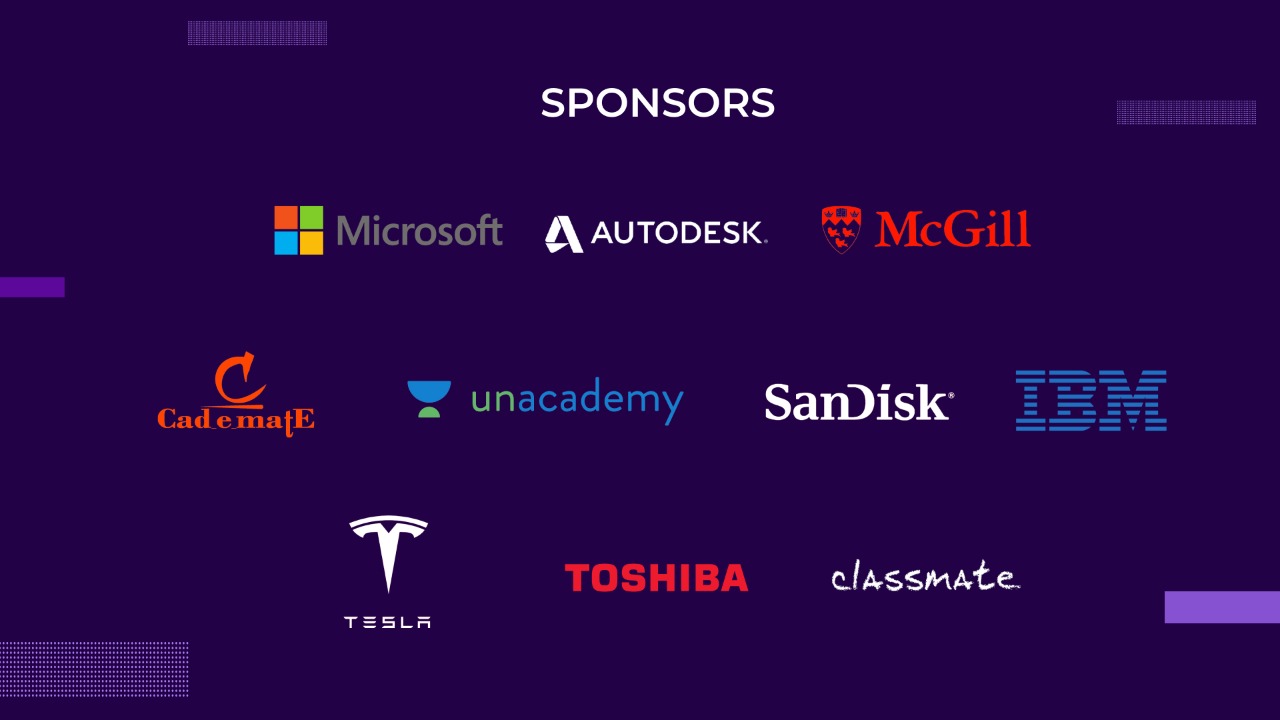 SPONSORS
Microsoft
AUTODESK®
McGill
CadematE
unacademy
SanDisk®
IBM
TESLA
TOSHIBA
classmate